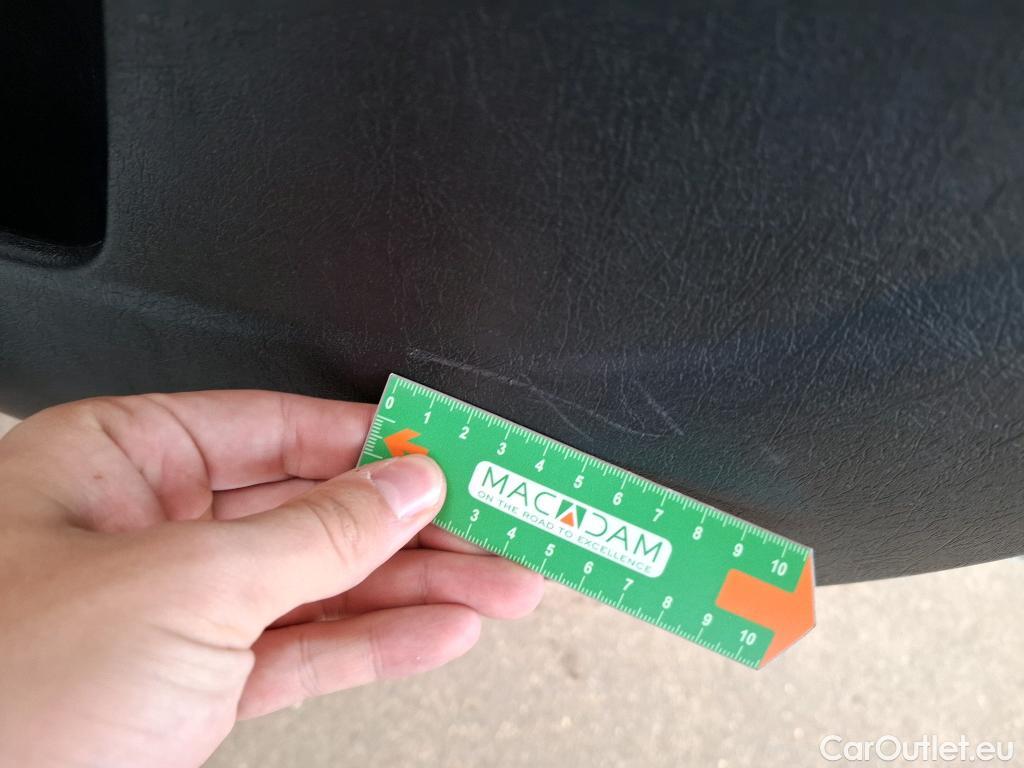 0 1 2 3 4 5 6 7 8 9 10
MACADAM
ON THE ROAD TO EXCELLENCE
3 4 5 6 7 8 9 10
CarOutlet.eu